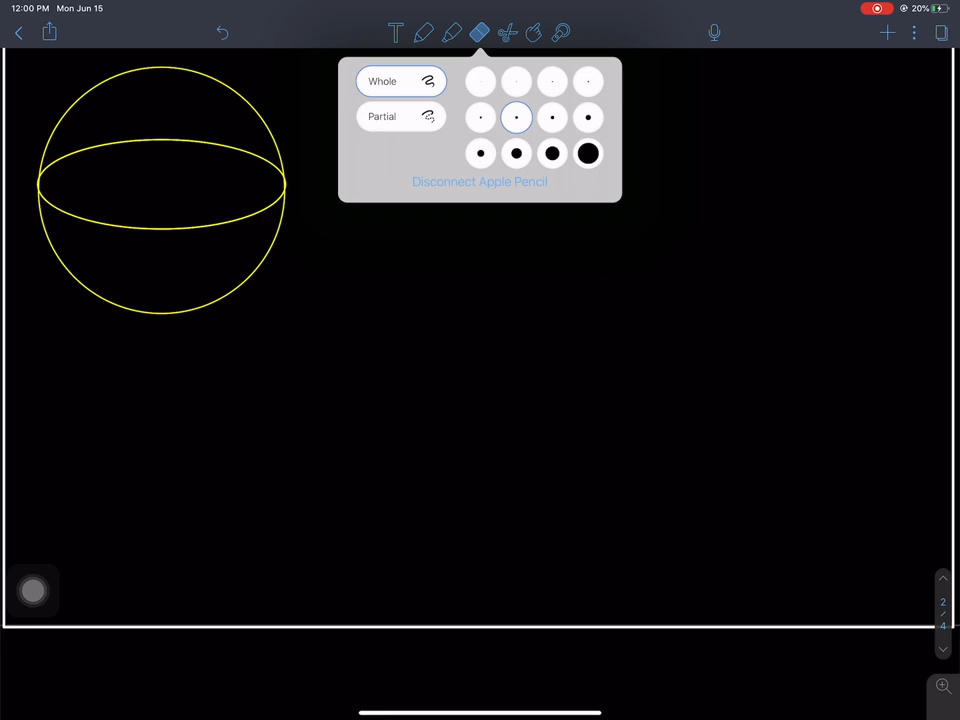 12:00 PM Mon Jun 15
20%
T
Whole
Partial
Disconnect Apple Pencil
2
4